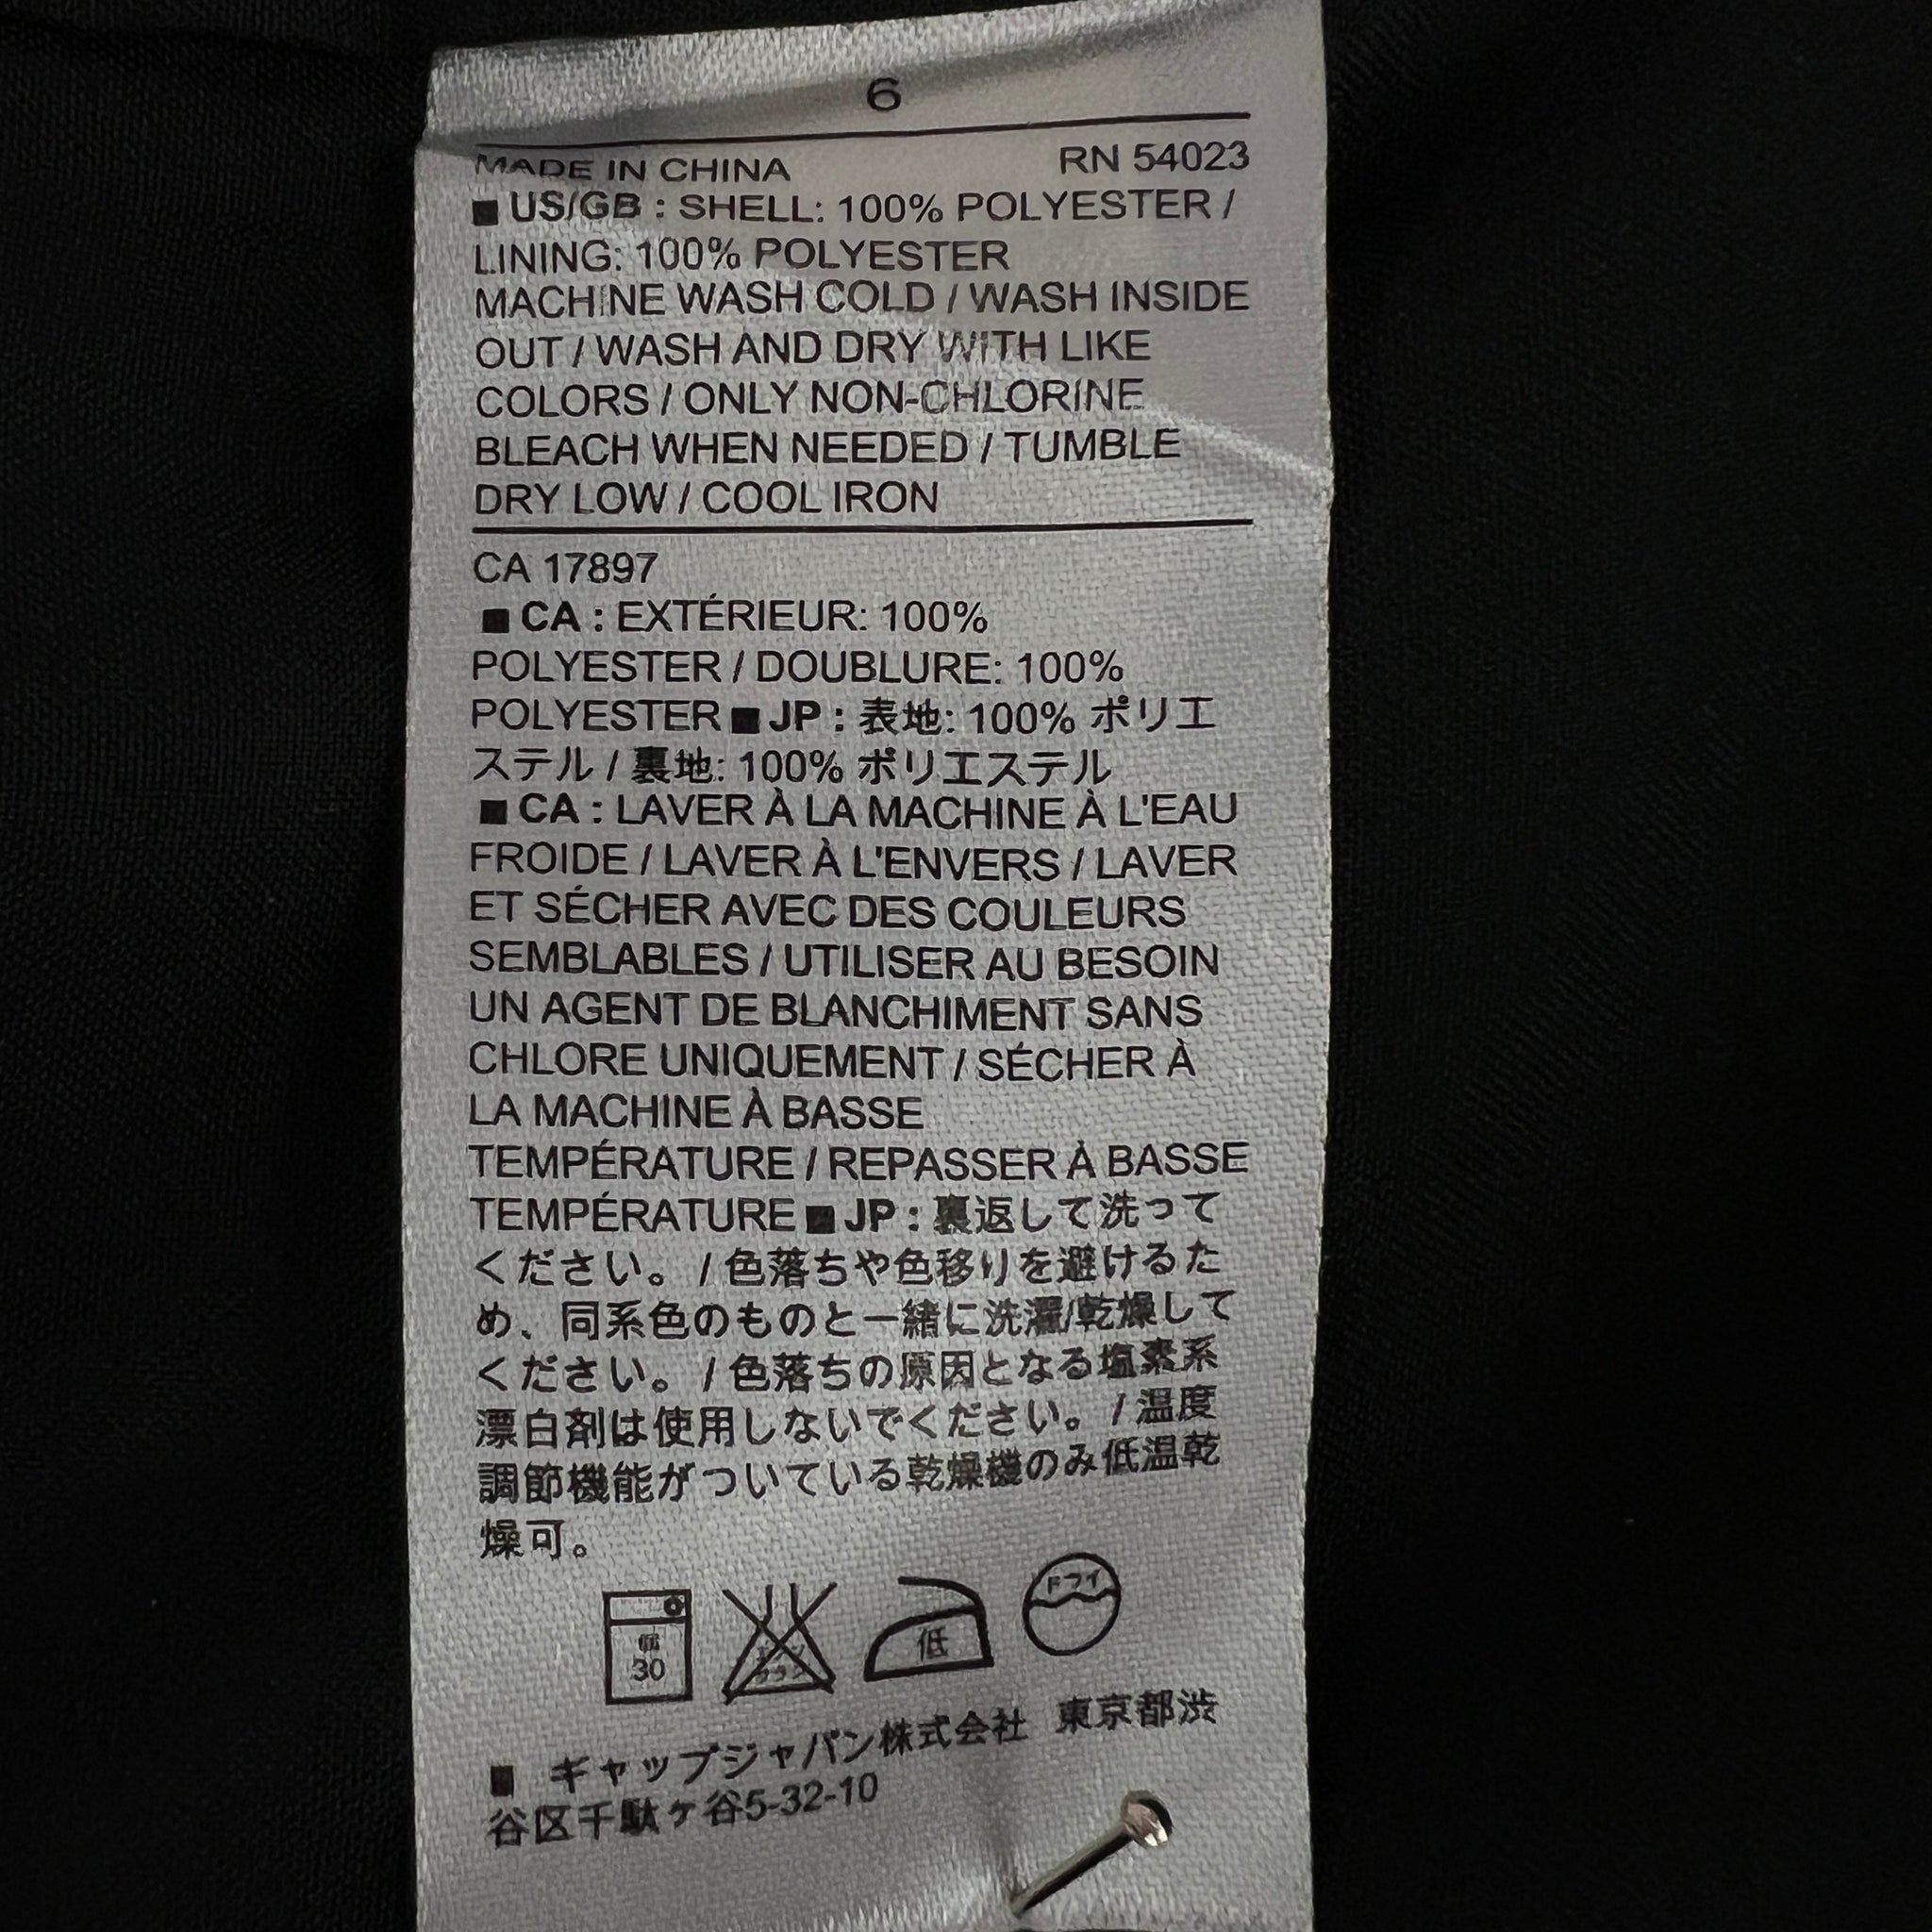 6
MADE IN CHINA RN 54023
■ US/GB : SHELL: 100% POLYESTER /
LINING: 100% POLYESTER
MACHINE WASH COLD / WASH INSIDE
OUT / WASH AND DRY WITH LIKE
COLORS / ONLY NON-CHLORINE
BLEACH WHEN NEEDED / TUMBLE
DRY LOW / COOL IRON
CA 17897
■ CA : EXTÉRIEUR: 100%
POLYESTER / DOUBLURE: 100%
POLYESTER ■ JP : 表地: 100% ポリエ
ステル / 裏地: 100% ポリエステル
■ CA : LAVER À LA MACHINE À L'EAU
FROIDE / LAVER À L'ENVERS / LAVER
ET SÉCHER AVEC DES COULEURS
SEMBLABLES / UTILISER AU BESOIN
UN AGENT DE BLANCHIMENT SANS
CHLORE UNIQUEMENT / SÉCHER À
LA MACHINE À BASSE
TEMPÉRATURE / REPASSER À BASSE
TEMPÉRATURE ■ JP : 裏返して洗って
ください。 / 色落ちや色移りを避けるた
め、同系色のものと一緒に洗濯/乾燥して
ください。 / 色落ちの原因となる塩素系
漂白剤は使用しないでください。 / 温度
調節機能がついている乾燥機のみ低温乾
燥可。
30 低 ドライ
■ ギャップジャパン株式会社 東京都渋
谷区千駄ヶ谷5-32-10